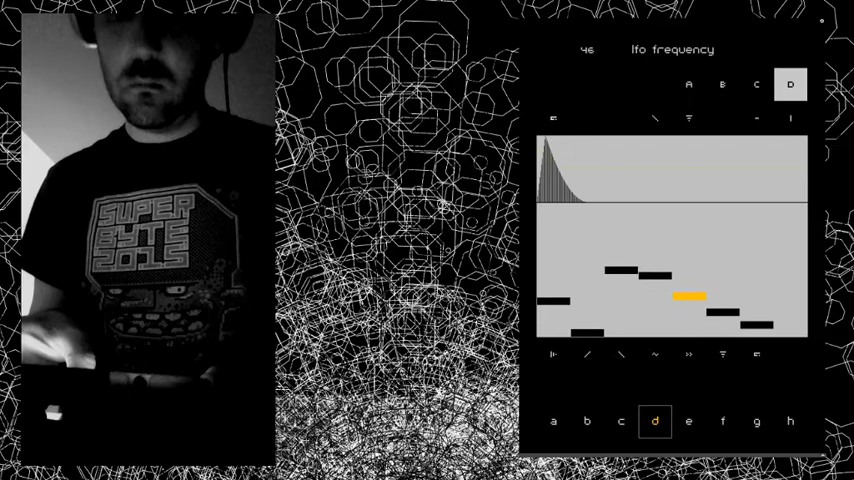 SUPER
BYTE
2015
46 lfo frequency
A B C D
a b c d e f g h